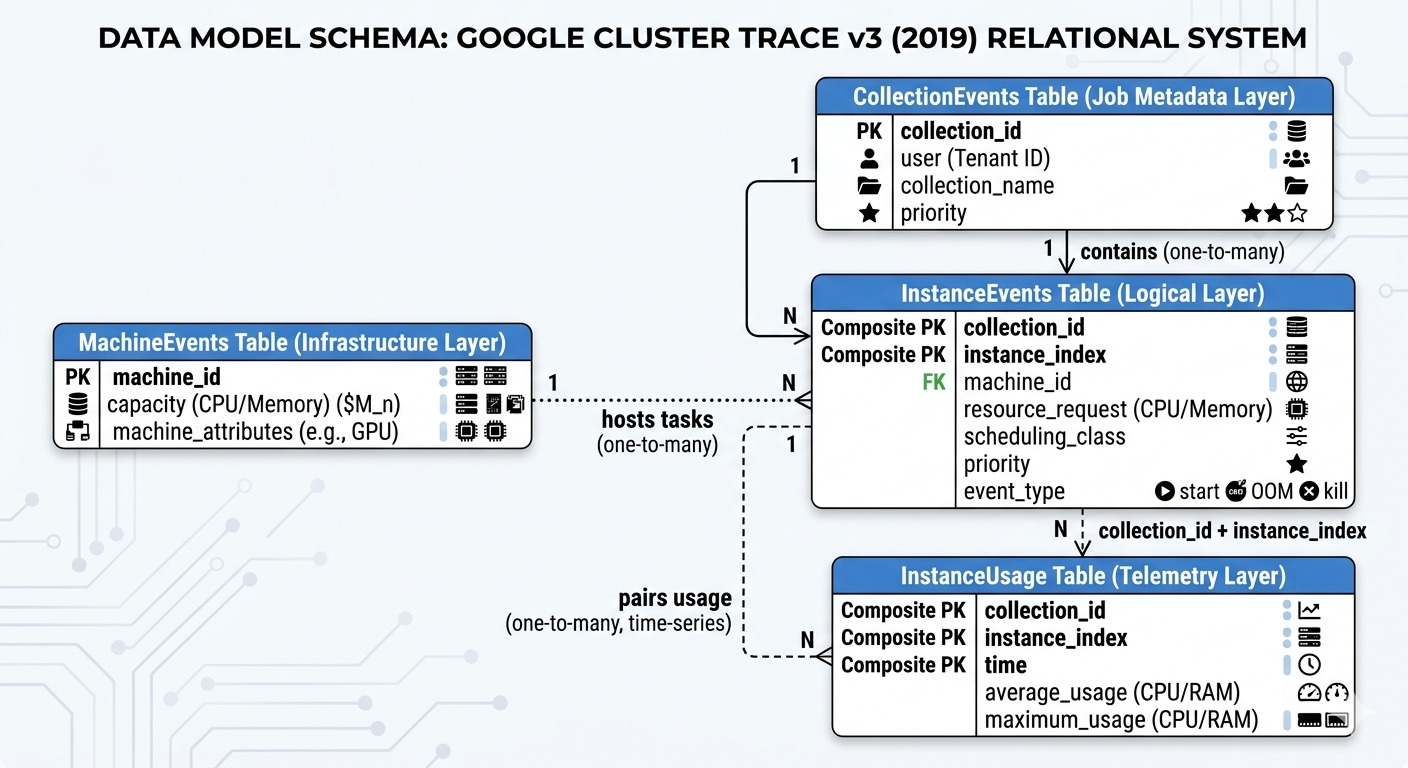 DATA MODEL SCHEMA: GOOGLE CLUSTER TRACE v3 (2019) RELATIONAL SYSTEM
CollectionEvents Table (Job Metadata Layer)
PK collection_id
user (Tenant ID)
collection_name
priority
1
1 contains (one-to-many)
InstanceEvents Table (Logical Layer)
N
Composite PK collection_id
Composite PK instance_index
FK machine_id
resource_request (CPU/Memory)
scheduling_class
priority
event_type start OOM kill
MachineEvents Table (Infrastructure Layer)
PK machine_id
capacity (CPU/Memory) ($M_n)
machine_attributes (e.g., GPU)
1 N
hosts tasks
(one-to-many)
1
N collection_id + instance_index
InstanceUsage Table (Telemetry Layer)
Composite PK collection_id
Composite PK instance_index
Composite PK time
average_usage (CPU/RAM)
maximum_usage (CPU/RAM)
pairs usage
(one-to-many, time-series)
N